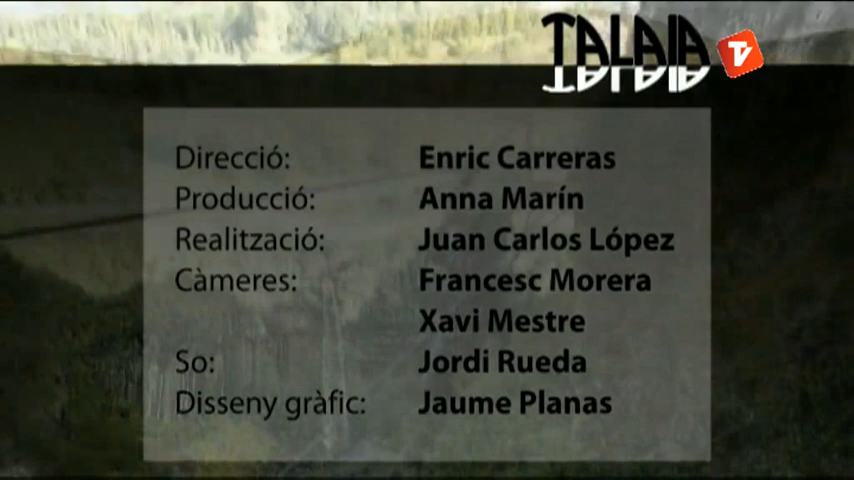 TALAIA
T
Direcció: Enric Carreras
Producció: Anna Marín
Realització: Juan Carlos López
Càmeres: Francesc Morera
Xavi Mestre
So: Jordi Rueda
Disseny gràfic: Jaume Planas